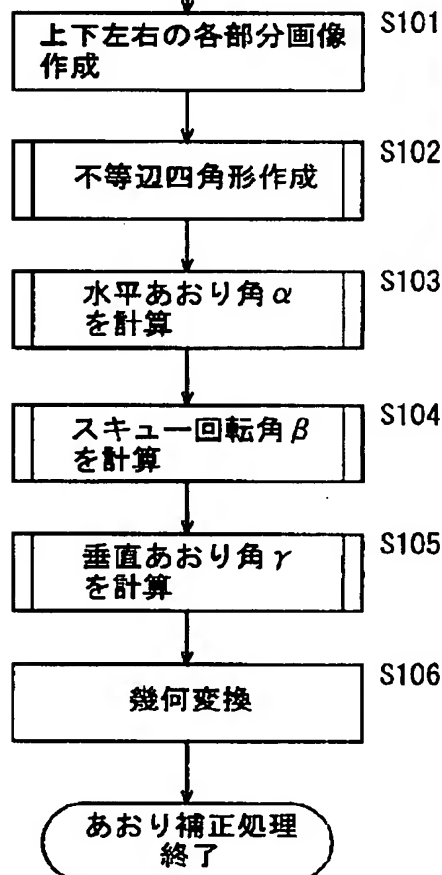 上下左右の各部分画像
作成
S101
不等辺四角形作成
S102
水平あおり角α
を計算
S103
スキュー回転角β
を計算
S104
垂直あおり角γ
を計算
S105
幾何変換
S106
あおり補正処理
終了